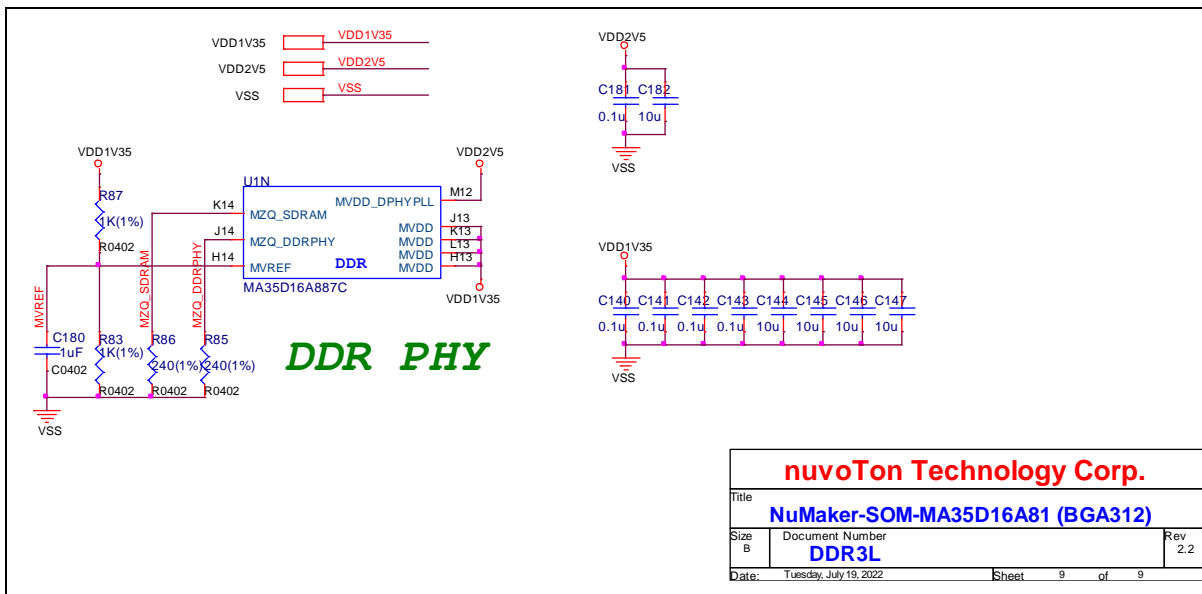 VDD1V35 VDD1V35
VDD2V5 VDD2V5
VSS VSS
VDD2V5
C181 C182
0.1u 10u
VSS
VDD1V35
R87
1K(1%)
R0402
U1N
K14 MZQ_SDRAM
J14 MZQ_DDRPHY
H14 MVREF
MVDD_DPHYPLL M12
MVDD J13
MVDD K13
MVDD L13
MVDD H13
DDR
MA35D16A887C
VDD2V5
VDD1V35
MVREF
MZQ_SDRAM
MZQ_DDRPHY
C180
1uF
C0402
R83
1K(1%)
R0402
R86
240(1%)
R0402
R85
240(1%)
R0402
VSS
DDR PHY
VDD1V35
C140 C141 C142 C143 C144 C145 C146 C147
0.1u 0.1u 0.1u 0.1u 10u 10u 10u 10u
VSS
nuvoTon Technology Corp.
Title
NuMaker-SOM-MA35D16A81 (BGA312)
Size Document Number Rev
B DDR3L 2.2
Date: Tuesday, July 19, 2022 Sheet 9 of 9